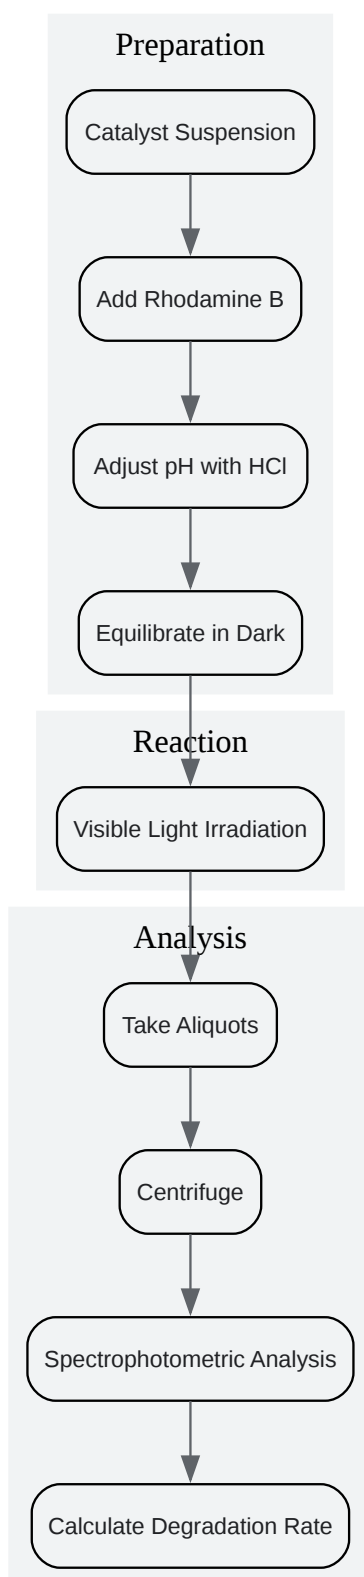 Preparation
Catalyst Suspension
Add Rhodamine B
Adjust pH with HCl
Equilibrate in Dark
Reaction
Visible Light Irradiation
Analysis
Take Aliquots
Centrifuge
Spectrophotometric Analysis
Calculate Degradation Rate